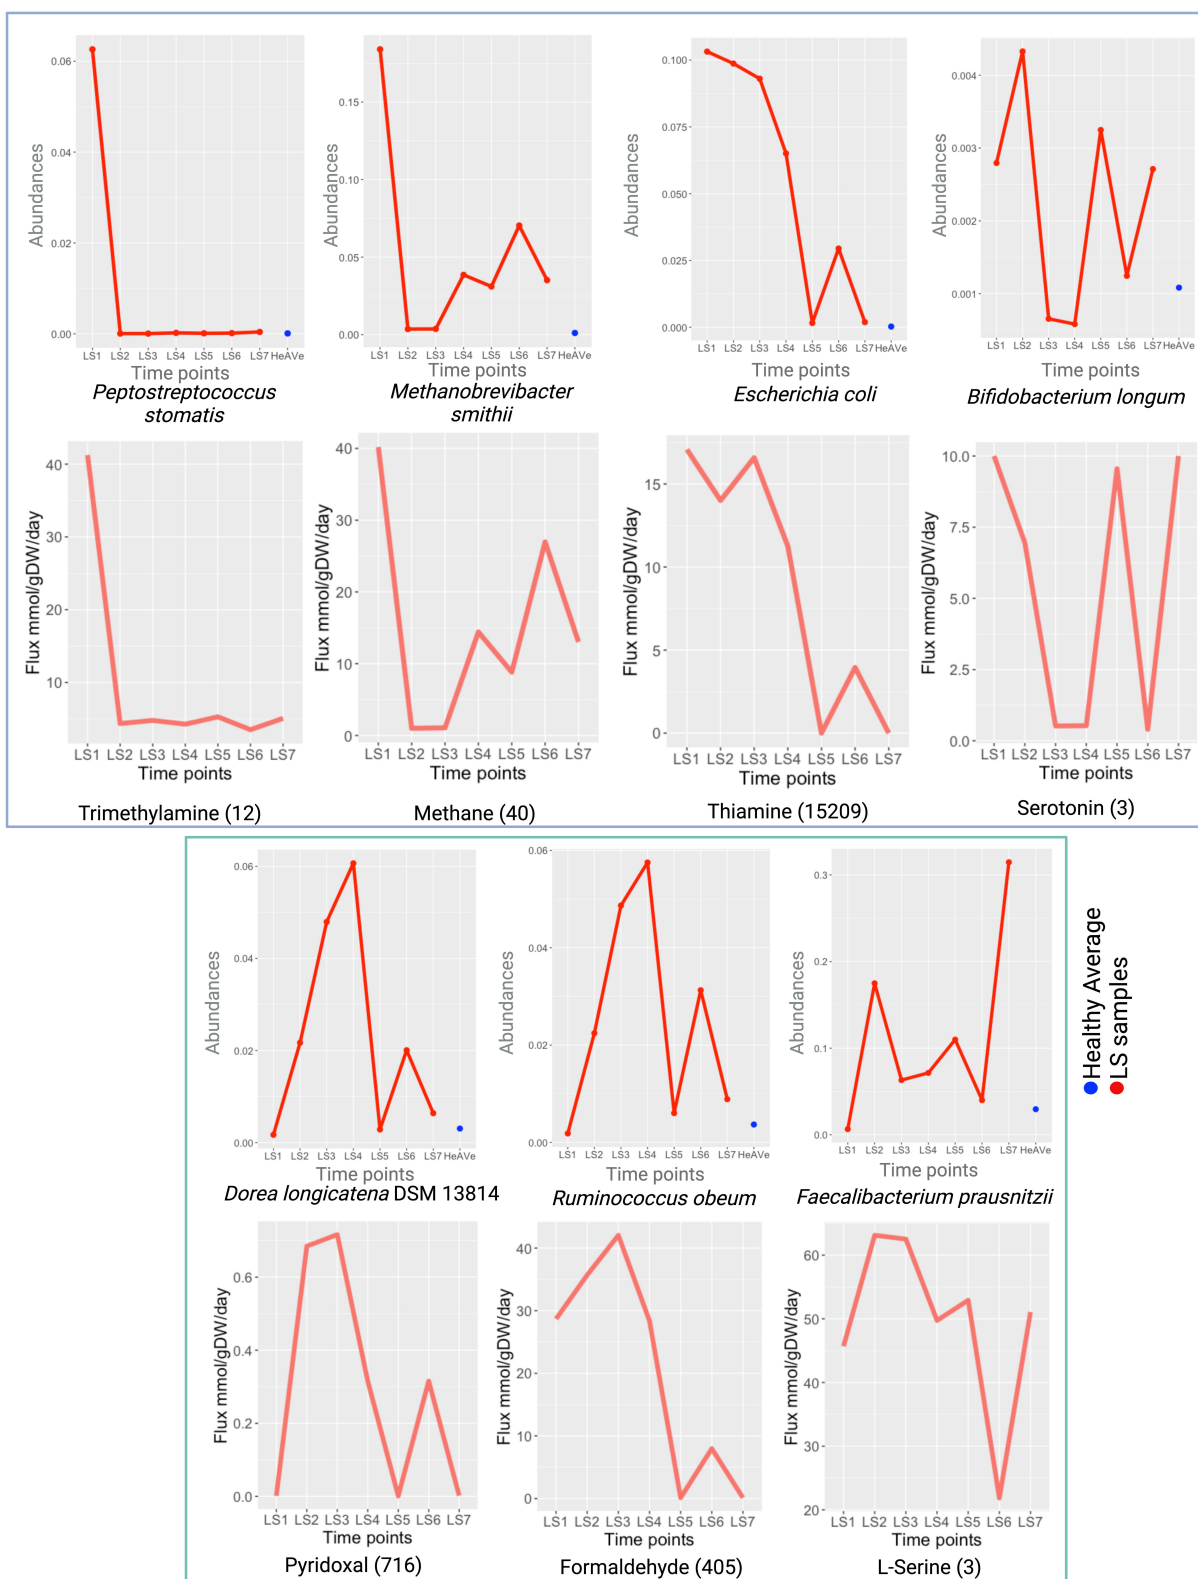 Abundances
0.06
0.04
0.02
0.00
LS1 LS2 LS3 LS4 LS5 LS6 LS7 HeAVe
Time points
Peptostreptococcus
stomatis
Abundances
0.15
0.10
0.05
0.00
LS1 LS2 LS3 LS4 LS5 LS6 LS7 HeAVe
Time points
Methanobrevibacter
smithii
Abundances
0.100
0.075
0.050
0.025
0.000
LS1 LS2 LS3 LS4 LS5 LS6 LS7 HeAVe
Time points
Escherichia coli
Abundances
0.004
0.003
0.002
0.001
LS1 LS2 LS3 LS4 LS5 LS6 LS7 HeAVe
Time points
Bifidobacterium longum
Flux mmol/gDW/day
40
30
20
10
LS1 LS2 LS3 LS4 LS5 LS6 LS7
Time points
Trimethylamine (12)
Flux mmol/gDW/day
40
30
20
10
0
LS1 LS2 LS3 LS4 LS5 LS6 LS7
Time points
Methane (40)
Flux mmol/gDW/day
15
10
5
0
LS1 LS2 LS3 LS4 LS5 LS6 LS7
Time points
Thiamine (15209)
Flux mmol/gDW/day
10.0
7.5
5.0
2.5
0.0
LS1 LS2 LS3 LS4 LS5 LS6 LS7
Time points
Serotonin (3)
Abundances
0.06
0.04
0.02
0.00
LS1 LS2 LS3 LS4 LS5 LS6 LS7 HeAVe
Time points
Dorea longicatena DSM 13814
Abundances
0.06
0.04
0.02
0.00
LS1 LS2 LS3 LS4 LS5 LS6 LS7 HeAVe
Time points
Ruminococcus obeum
Abundances
0.3
0.2
0.1
0.0
LS1 LS2 LS3 LS4 LS5 LS6 LS7 HeAVe
Time points
Faecalibacterium prausnitzii
Healthy Average
LS samples
Flux mmol/gDW/day
0.6
0.4
0.2
0.0
LS1 LS2 LS3 LS4 LS5 LS6 LS7
Time points
Pyridoxal (716)
Flux mmol/gDW/day
40
30
20
10
0
LS1 LS2 LS3 LS4 LS5 LS6 LS7
Time points
Formaldehyde (405)
Flux mmol/gDW/day
60
50
40
30
20
LS1 LS2 LS3 LS4 LS5 LS6 LS7
Time points
L-Serine (3)